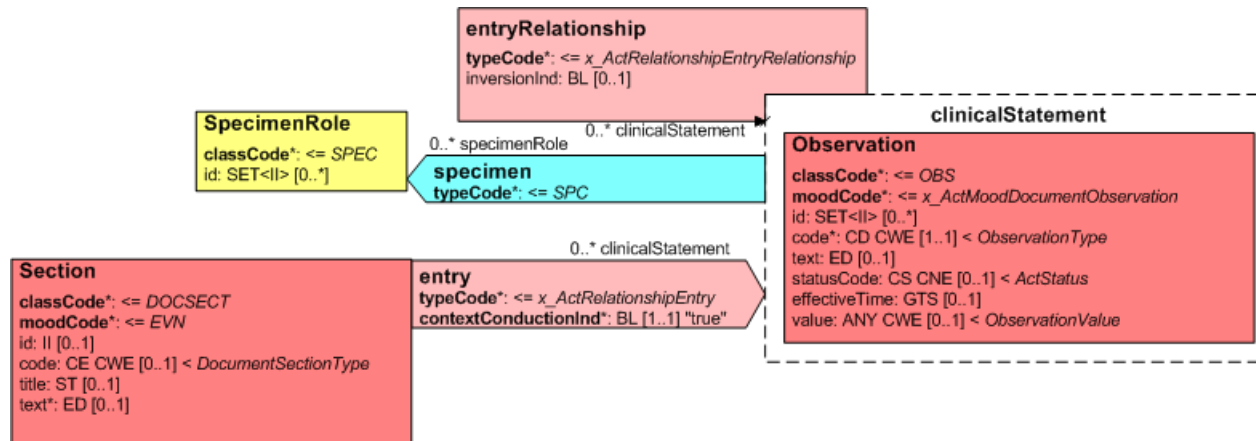 entryRelationship
typeCode*: <= x_ActRelationshipEntryRelationship
inversionInd: BL [0..1]
0..* clinicalStatement
clinicalStatement
SpecimenRole
classCode*: <= SPEC
id: SET<II> [0..*]
0..* specimenRole
specimen
typeCode*: <= SPC
Observation
classCode*: <= OBS
moodCode*: <= x_ActMoodDocumentObservation
id: SET<II> [0..*]
code*: CD CWE [1..1] < ObservationType
text: ED [0..1]
statusCode: CS CNE [0..1] < ActStatus
effectiveTime: GTS [0..1]
value: ANY CWE [0..1] < ObservationValue
0..* clinicalStatement
entry
typeCode*: <= x_ActRelationshipEntry
contextConductionInd*: BL [1..1] "true"
Section
classCode*: <= DOCSECT
moodCode*: <= EVN
id: II [0..1]
code: CE CWE [0..1] < DocumentSectionType
title: ST [0..1]
text*: ED [0..1]